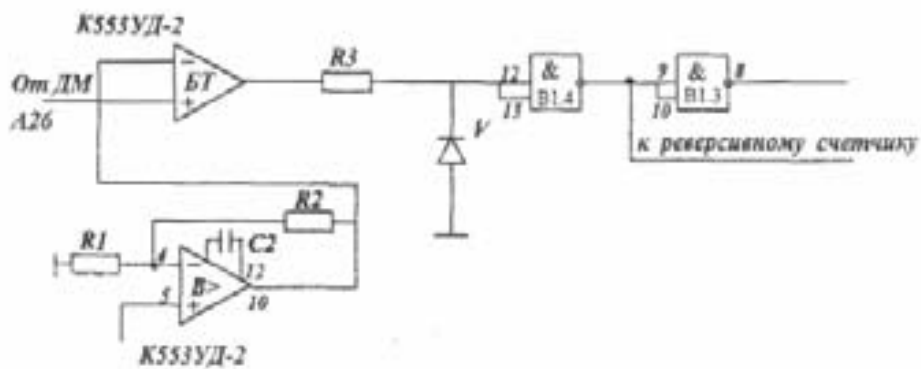 К553УД-2
От ДМ
А26
−
БТ
+
R3
12
13
&
В1.4
9
10
&
В1.3
8
V
к реверсивному счетчику
R1
R2
C2
4
5
−
В>
+
12
10
К553УД-2